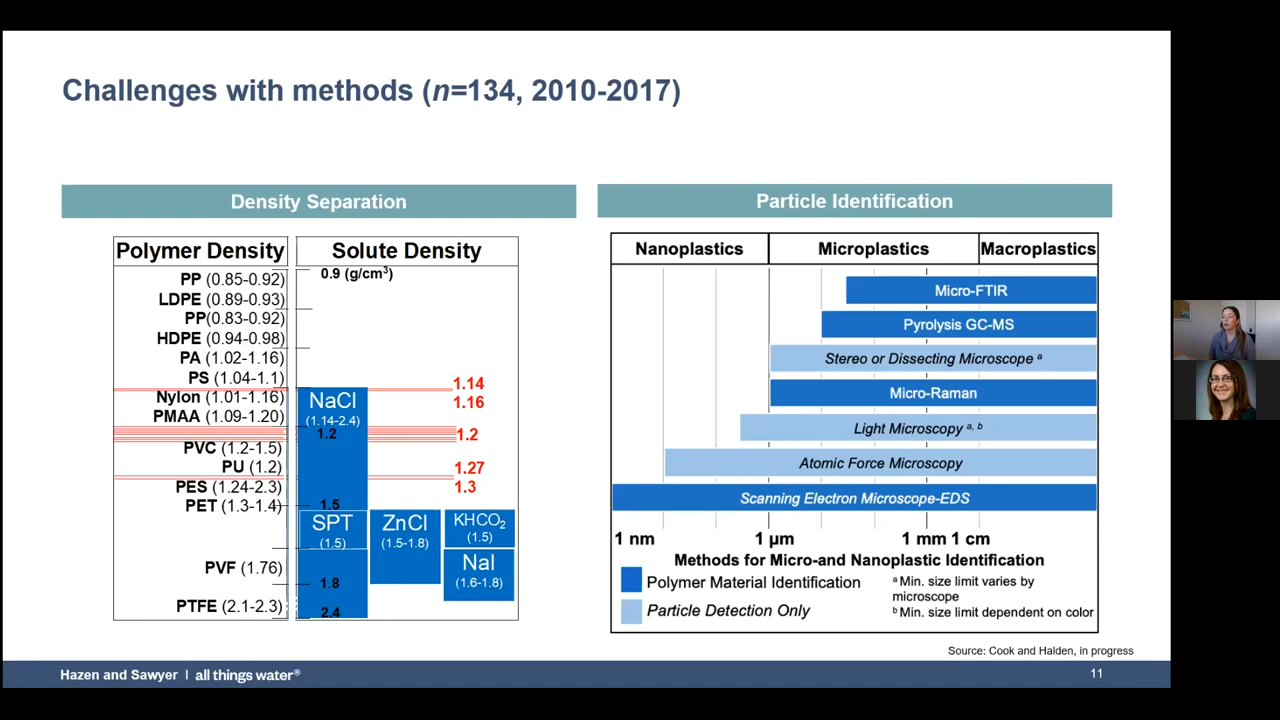 Challenges with methods (n=134, 2010-2017)
Density Separation
Polymer Density
Solute Density
PP (0.85-0.92)
LDPE (0.89-0.93)
PP(0.83-0.92)
HDPE (0.94-0.98)
PA (1.02-1.16)
PS (1.04-1.1)
Nylon (1.01-1.16)
PMAA (1.09-1.20)
PVC (1.2-1.5)
PU (1.2)
PES (1.24-2.3)
PET (1.3-1.4)
PVF (1.76)
PTFE (2.1-2.3)
0.9 (g/cm³)
1.14
1.16
1.2
1.27
1.3
NaCl
(1.14-2.4)
1.2
1.5
SPT
(1.5)
ZnCl
(1.5-1.8)
KHCO₂
(1.5)
NaI
(1.6-1.8)
1.8
2.4
Particle Identification
Nanoplastics
Microplastics
Macroplastics
Micro-FTIR
Pyrolysis GC-MS
Stereo or Dissecting Microscope ᵃ
Micro-Raman
Light Microscopy ᵃ, ᵇ
Atomic Force Microscopy
Scanning Electron Microscope-EDS
1 nm
1 µm
1 mm
1 cm
Methods for Micro-and Nanoplastic Identification
Polymer Material Identification
Particle Detection Only
ᵃ Min. size limit varies by
microscope
ᵇ Min. size limit dependent on color
Source: Cook and Halden, in progress
Hazen and Sawyer | all things water®
11